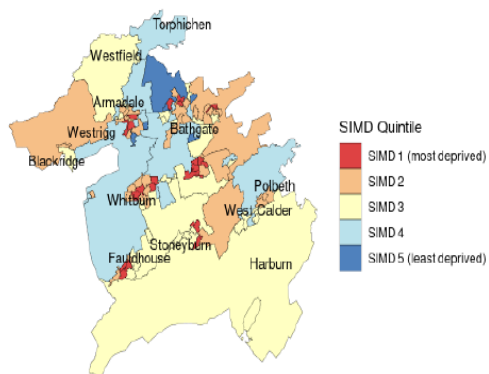 Torphichen
Westfield
Armadale
Westrigg
Bathgate
Blackridge
Whitburn
Polbeth
West Calder
Stoneyburn
Fauldhouse
Harburn
SIMD Quintile
SIMD 1 (most deprived)
SIMD 2
SIMD 3
SIMD 4
SIMD 5 (least deprived)